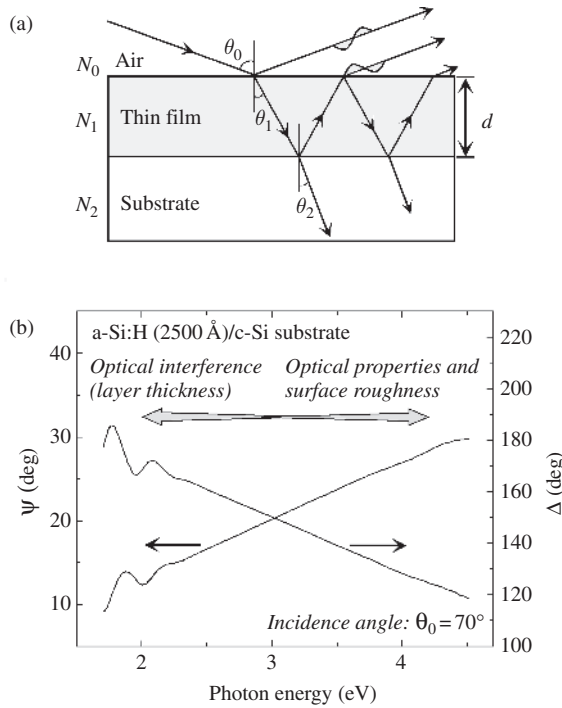 (a)
N₀ Air θ₀
N₁ Thin film θ₁ d
N₂ Substrate θ₂
(b)
a-Si:H (2500 Å)/c-Si substrate
Optical interference
(layer thickness)
Optical properties and
surface roughness
40
30
20
10
ψ (deg)
220
200
180
160
140
120
100
Δ (deg)
Incidence angle: θ₀ = 70°
2 3 4
Photon energy (eV)